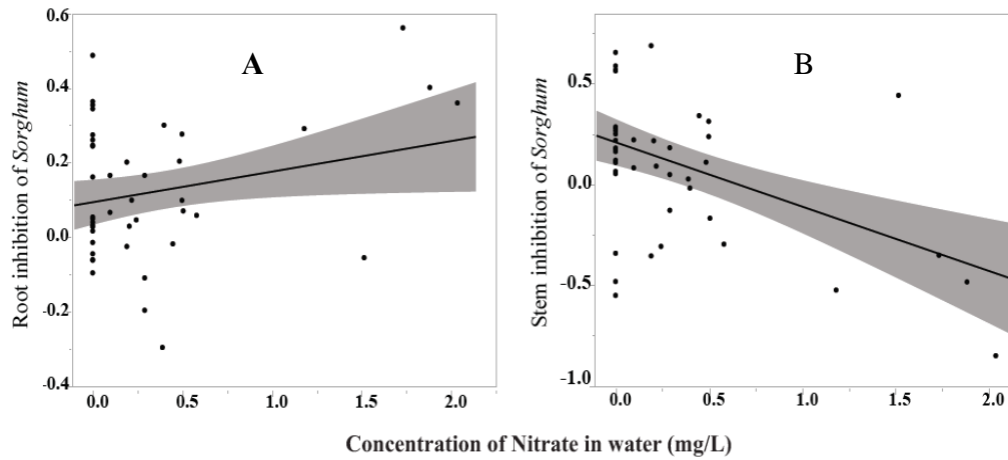 A
Root inhibition of Sorghum
0.6
0.4
0.2
0.0
-0.2
-0.4
0.0 0.5 1.0 1.5 2.0
B
Stem inhibition of Sorghum
0.5
0.0
-0.5
-1.0
0.0 0.5 1.0 1.5 2.0
Concentration of Nitrate in water (mg/L)